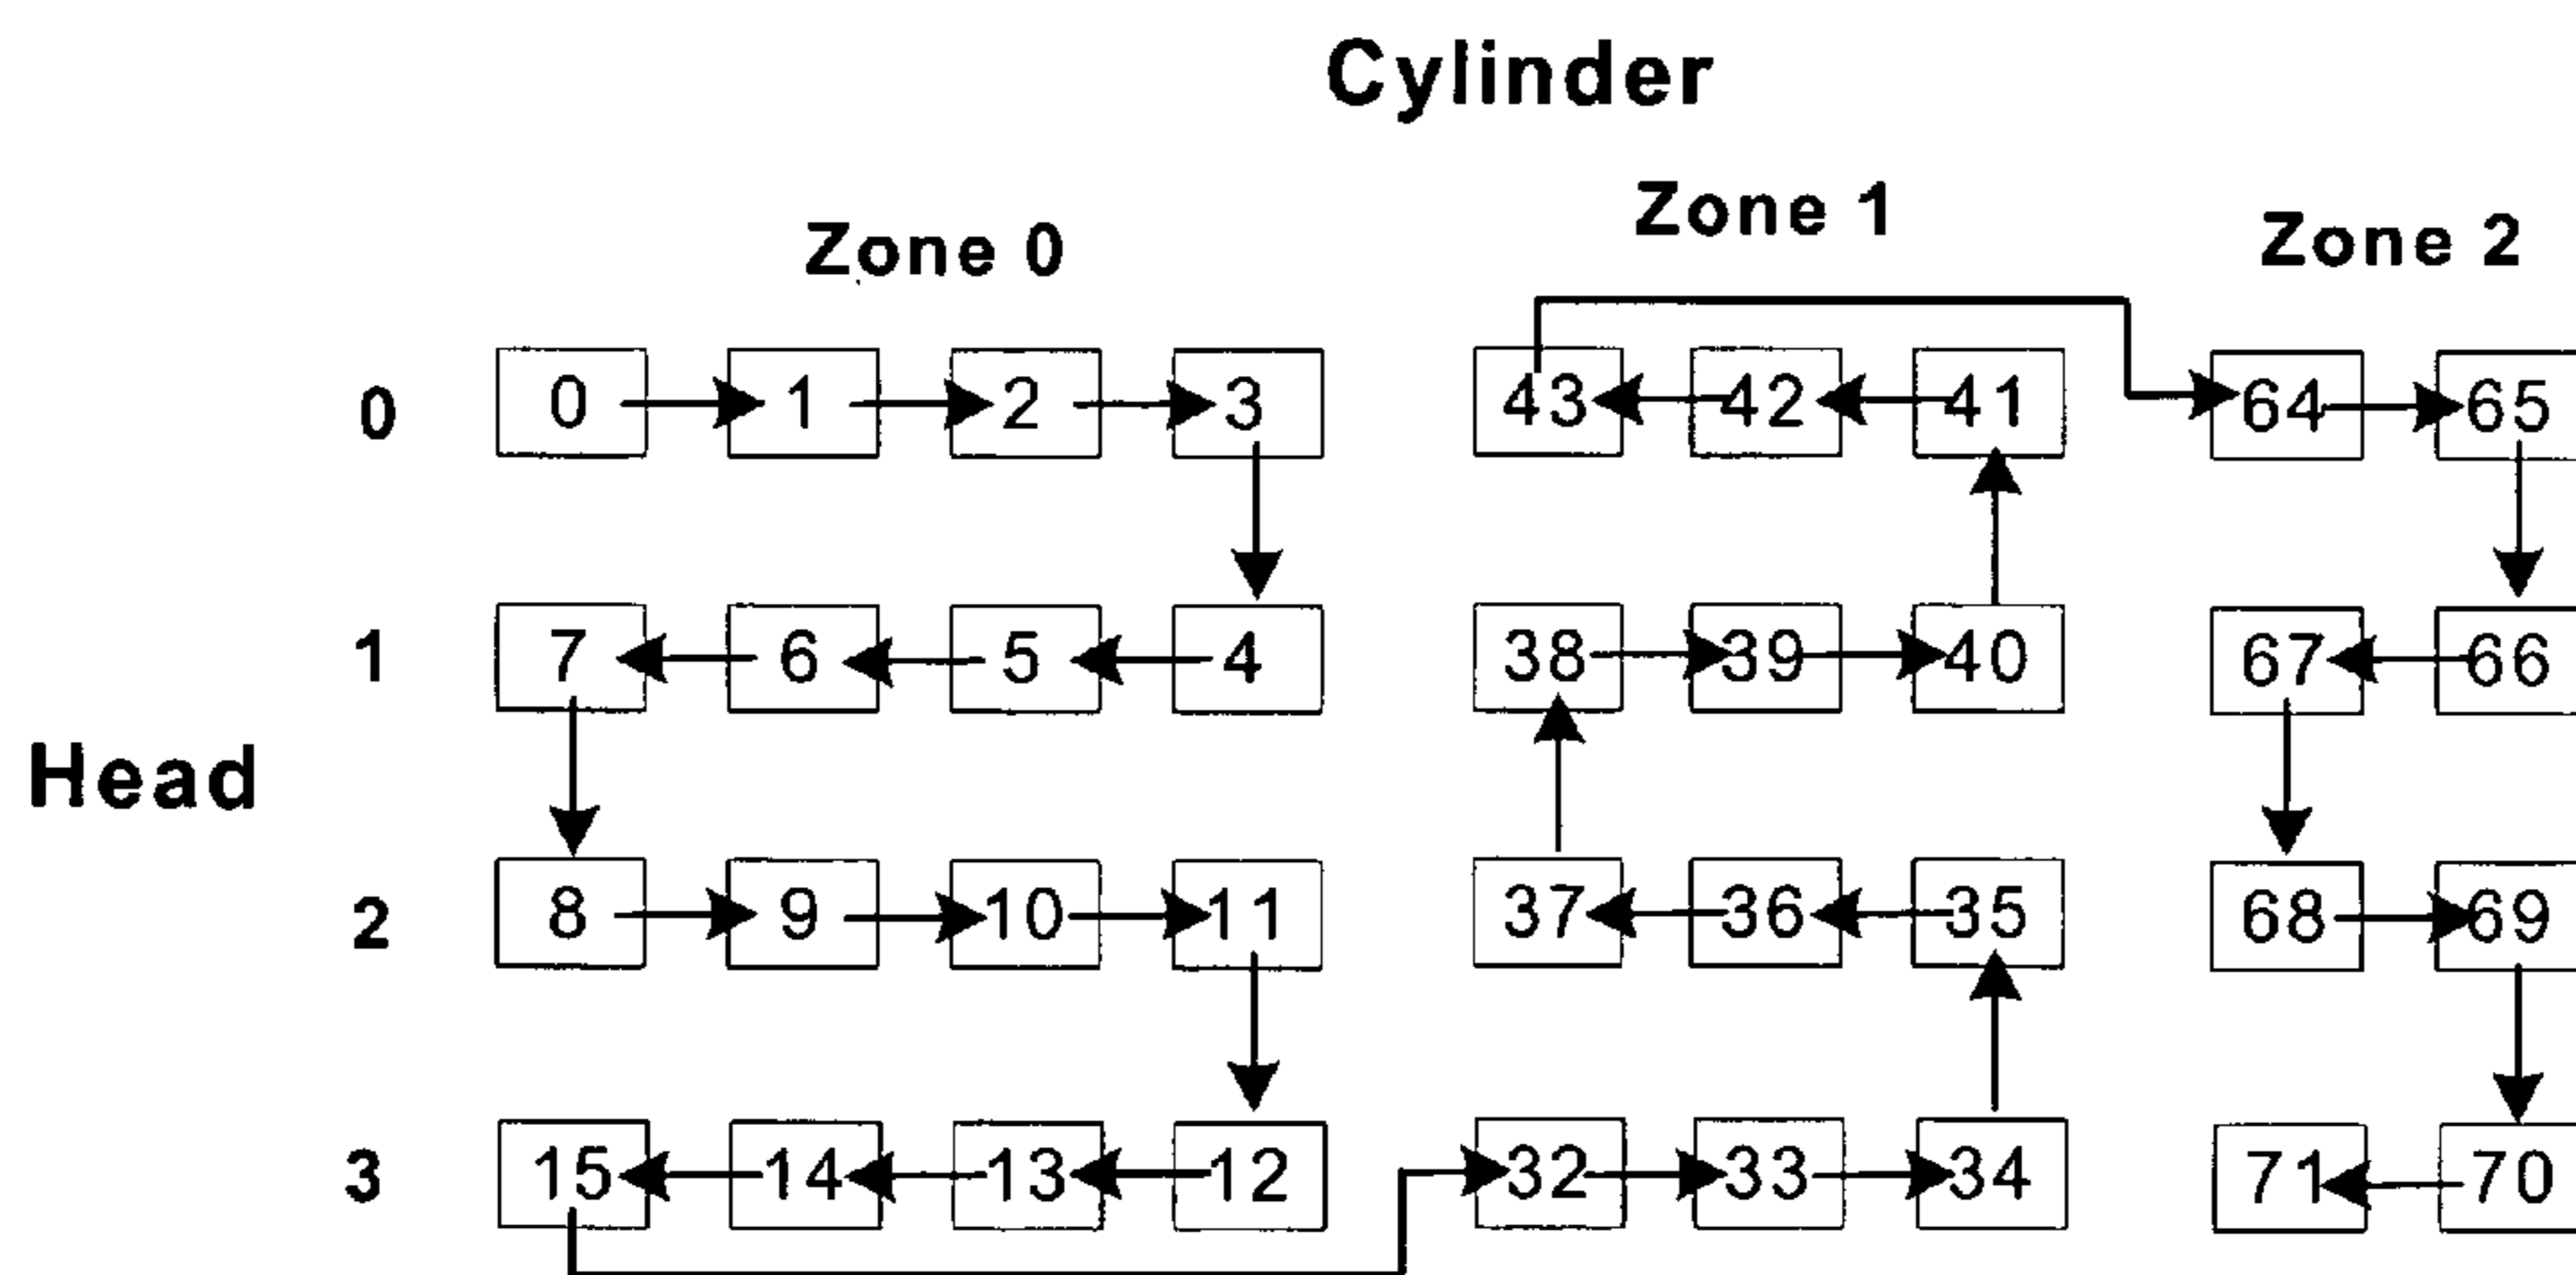 Cylinder
Zone 0 Zone 1 Zone 2
0 0 1 2 3 43 42 41 64 65
1 7 6 5 4 38 39 40 67 66
Head
2 8 9 10 11 37 36 35 68 69
3 15 14 13 12 32 33 34 71 70